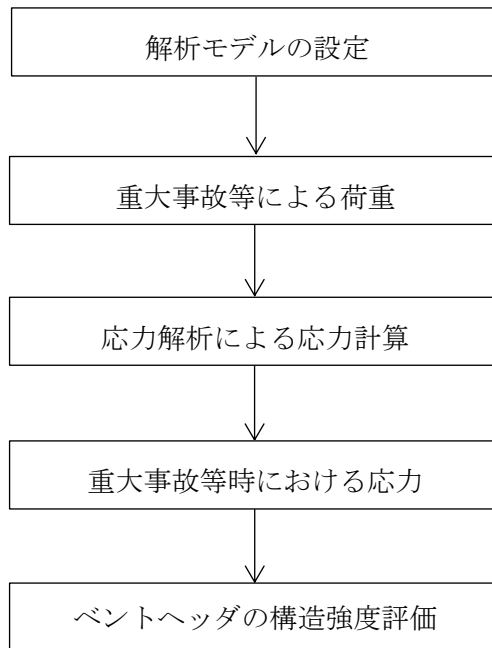 解析モデルの設定
重大事故等による荷重
応力解析による応力計算
重大事故等時における応力
ベントヘッダの構造強度評価